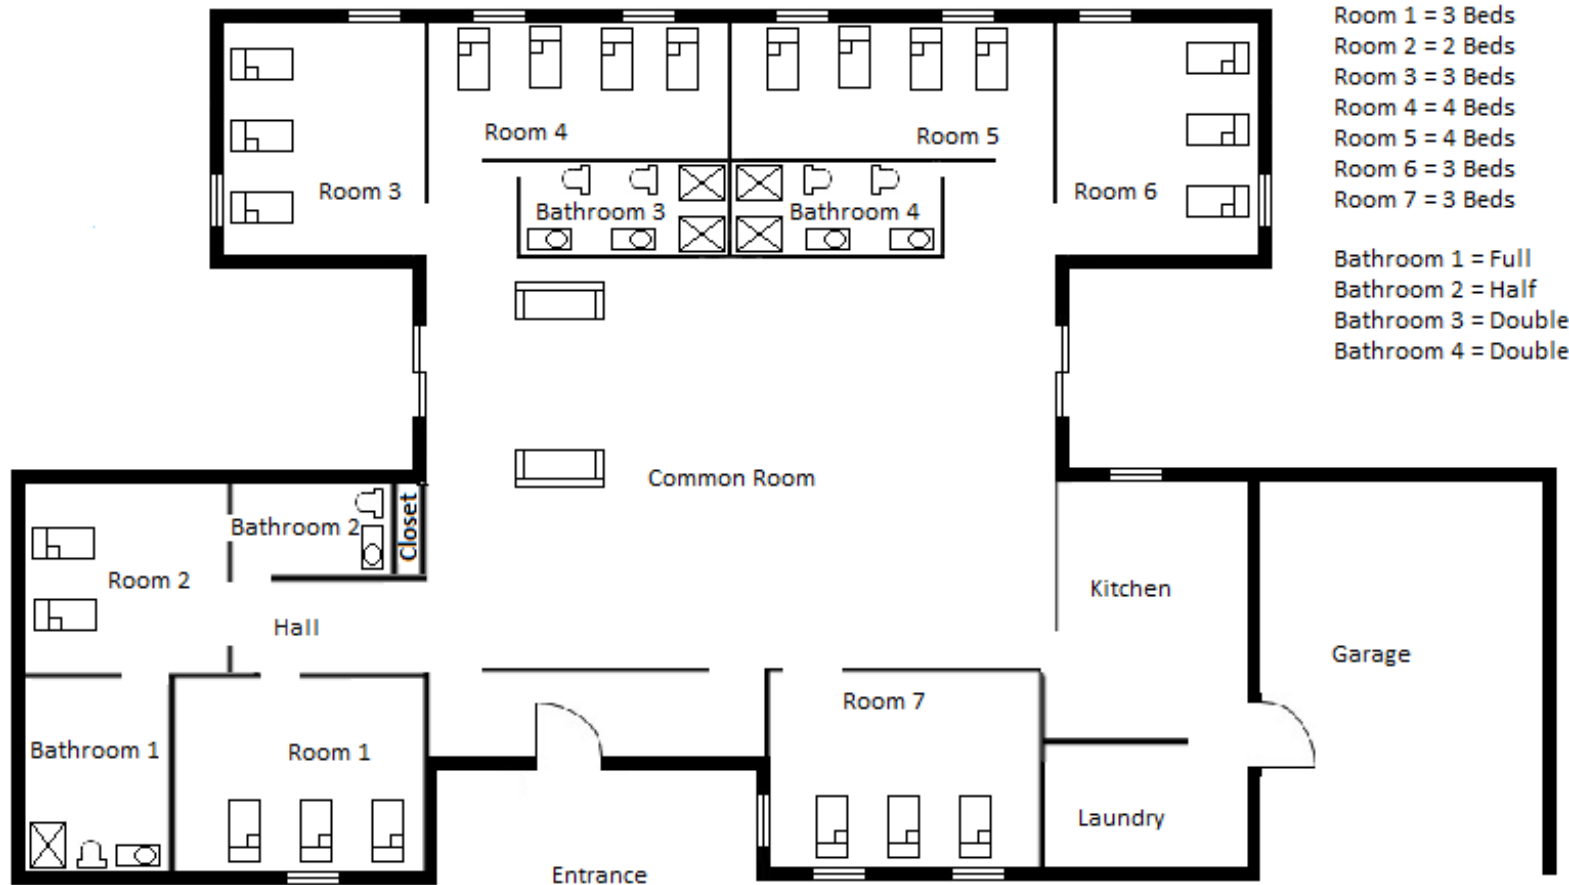 Room 1 = 3 Beds
Room 2 = 2 Beds
Room 3 = 3 Beds
Room 4 = 4 Beds
Room 5 = 4 Beds
Room 6 = 3 Beds
Room 7 = 3 Beds
Bathroom 1 = Full
Bathroom 2 = Half
Bathroom 3 = Double
Bathroom 4 = Double
Room 4
Room 5
Room 3
Room 6
Bathroom 3
Bathroom 4
Common Room
Closet
Bathroom 2
Room 2
Kitchen
Hall
Garage
Room 7
Bathroom 1
Room 1
Laundry
Entrance